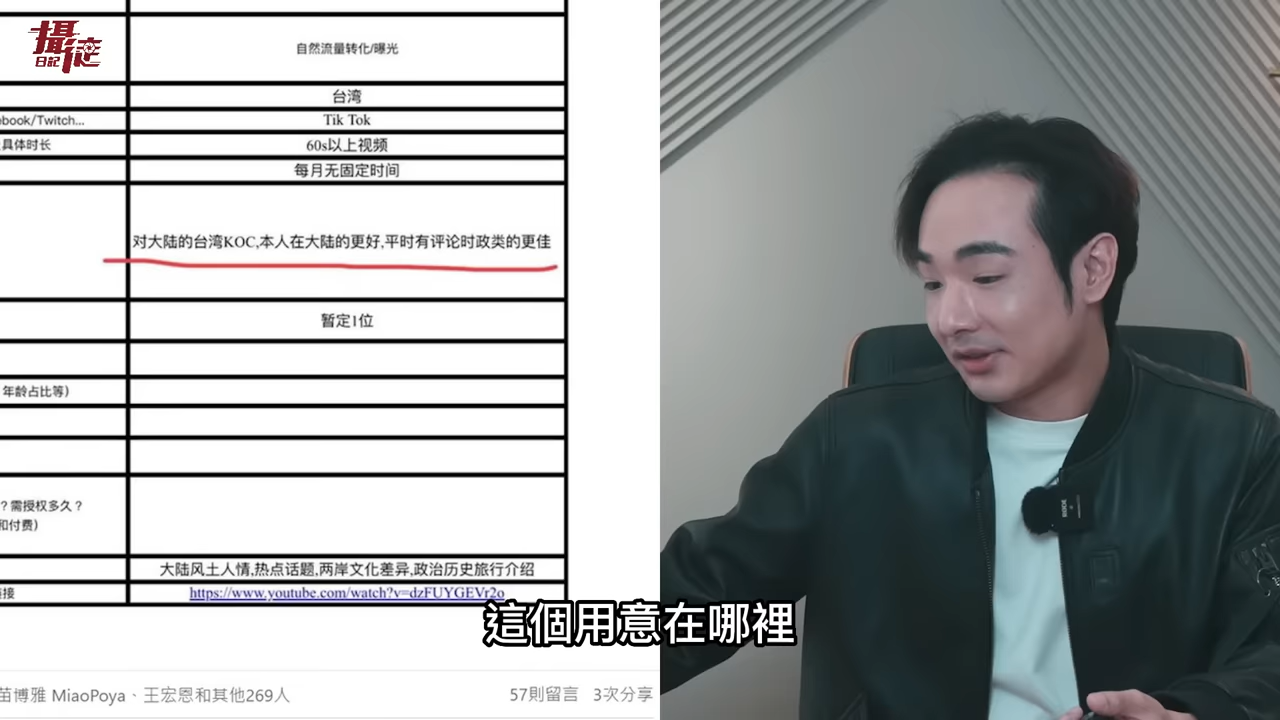 攝徒
日記
自然流量转化/曝光
台湾
ebook/Twitch...
Tik Tok
具体时长
60s以上视频
每月无固定时间
对大陆的台湾KOC,本人在大陆的更好,平时有评论时政类的更佳
暂定1位
年龄占比等）
？需授权多久？
和付费）
大陆风土人情,热点话题,两岸文化差异,政治历史旅行介绍
接
https://www.youtube.com/watch?v=dzFUYGEVr2o
這個用意在哪裡
苗博雅 MiaoPoya、王宏恩和其他269人
57則留言 3次分享
RODE